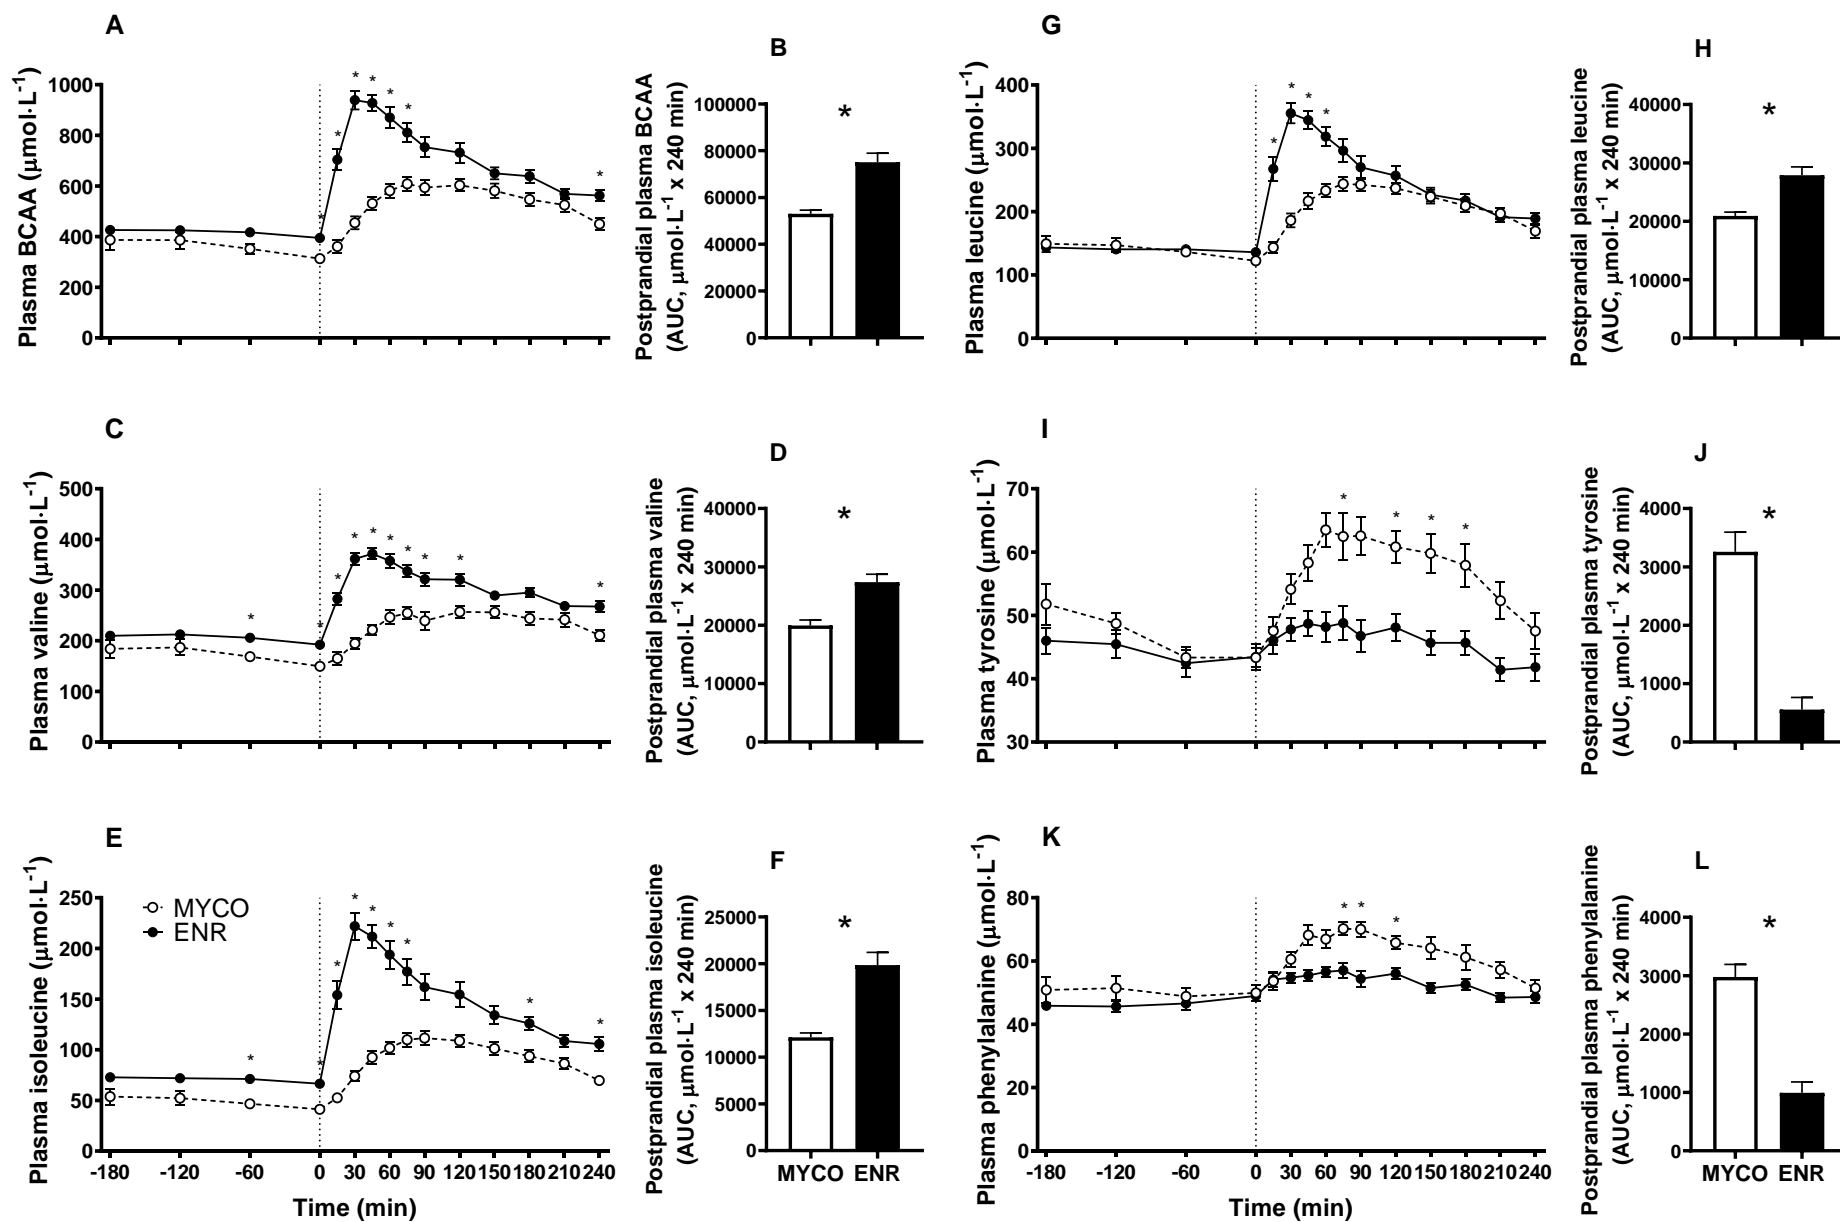 A
Plasma BCAA (μmol·L⁻¹)
1000
800
600
400
200
0
* * * * * * * *
B
Postprandial plasma BCAA
(AUC, μmol·L⁻¹ x 240 min)
100000
80000
60000
40000
20000
0
*
C
Plasma valine (μmol·L⁻¹)
500
400
300
200
100
0
* * * * * * * * * *
D
Postprandial plasma valine
(AUC, μmol·L⁻¹ x 240 min)
40000
30000
20000
10000
0
*
E
Plasma isoleucine (μmol·L⁻¹)
250
200
150
100
50
0
MYCO
ENR
* * * * * * * * *
-180 -120 -60 0 30 60 90 120 150 180 210 240
Time (min)
F
Postprandial plasma isoleucine
(AUC, μmol·L⁻¹ x 240 min)
25000
20000
15000
10000
5000
0
*
MYCO ENR
G
Plasma leucine (μmol·L⁻¹)
400
300
200
100
0
* * * *
H
Postprandial plasma leucine
(AUC, μmol·L⁻¹ x 240 min)
40000
30000
20000
10000
0
*
I
Plasma tyrosine (μmol·L⁻¹)
70
60
50
40
30
* * * *
J
Postprandial plasma tyrosine
(AUC, μmol·L⁻¹ x 240 min)
4000
3000
2000
1000
0
*
K
Plasma phenylalanine (μmol·L⁻¹)
80
60
40
20
0
* * *
-180 -120 -60 0 30 60 90 120 150 180 210 240
Time (min)
L
Postprandial plasma phenylalanine
(AUC, μmol·L⁻¹ x 240 min)
4000
3000
2000
1000
0
*
MYCO ENR